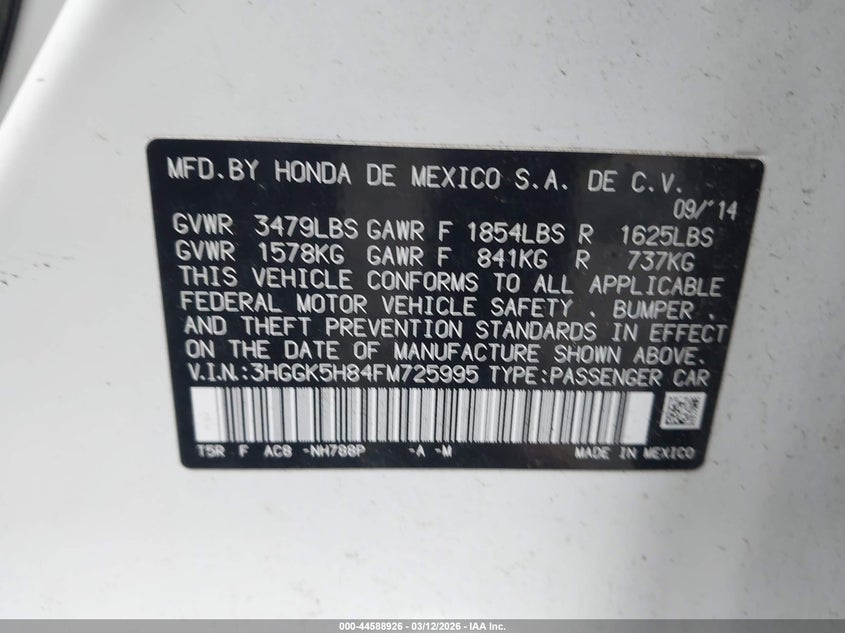 MFD.BY HONDA DE MEXICO S.A. DE C.V.
09/'14
GVWR 3479LBS GAWR F 1854LBS R 1625LBS
GVWR 1578KG GAWR F 841KG R 737KG
THIS VEHICLE CONFORMS TO ALL APPLICABLE
FEDERAL MOTOR VEHICLE SAFETY , BUMPER ,
AND THEFT PREVENTION STANDARDS IN EFFECT
ON THE DATE OF MANUFACTURE SHOWN ABOVE.
V.I.N.:3HGGK5H84FM725995 TYPE:PASSENGER CAR
T5R F AC8 -NH788P -A -M MADE IN MEXICO
000-44588926 - 03/12/2026 - IAA Inc.